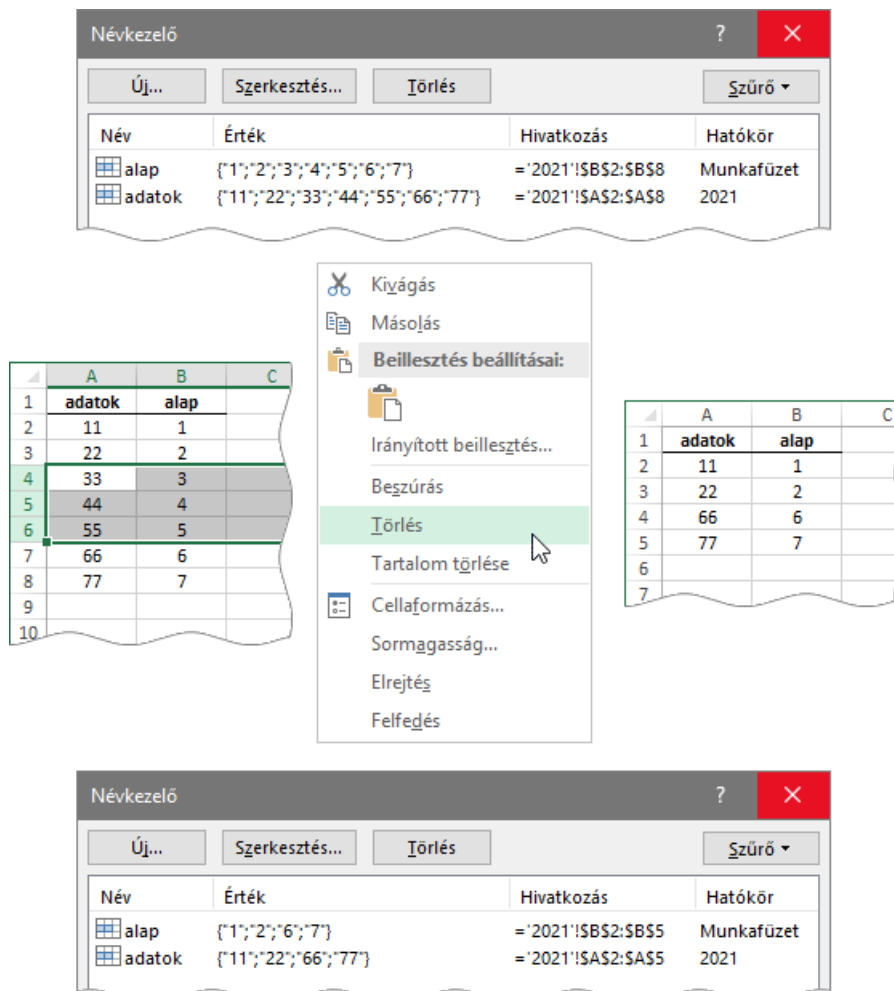 Névkezelő ?
Új... Szerkesztés... Törlés Szűrő
Név Érték Hivatkozás Hatókör
alap {"1";"2";"3";"4";"5";"6";"7"} ='2021'!$B$2:$B$8 Munkafüzet
adatok {"11";"22";"33";"44";"55";"66";"77"} ='2021'!$A$2:$A$8 2021
A B C
1 adatok alap
2 11 1
3 22 2
4 33 3
5 44 4
6 55 5
7 66 6
8 77 7
9
10
Kivágás
Másolás
Beillesztés beállításai:
Irányított beillesztés...
Beszúrás
Törlés
Tartalom törlése
Cellaformázás...
Sormagasság...
Elrejtés
Felfedés
A B C
1 adatok alap
2 11 1
3 22 2
4 66 6
5 77 7
6
7
Névkezelő ?
Új... Szerkesztés... Törlés Szűrő
Név Érték Hivatkozás Hatókör
alap {"1";"2";"6";"7"} ='2021'!$B$2:$B$5 Munkafüzet
adatok {"11";"22";"66";"77"} ='2021'!$A$2:$A$5 2021